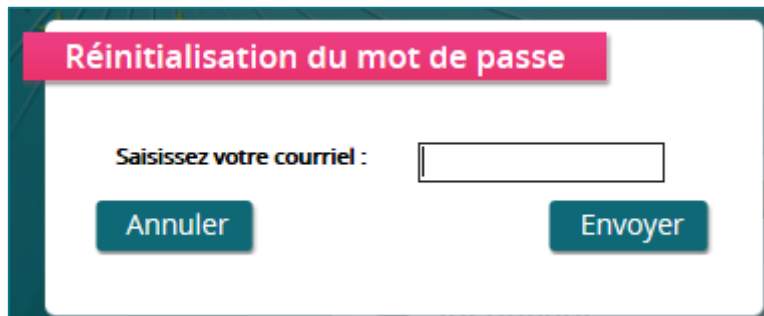 Réinitialisation du mot de passe
Saisissez votre courriel :
Annuler
Envoyer